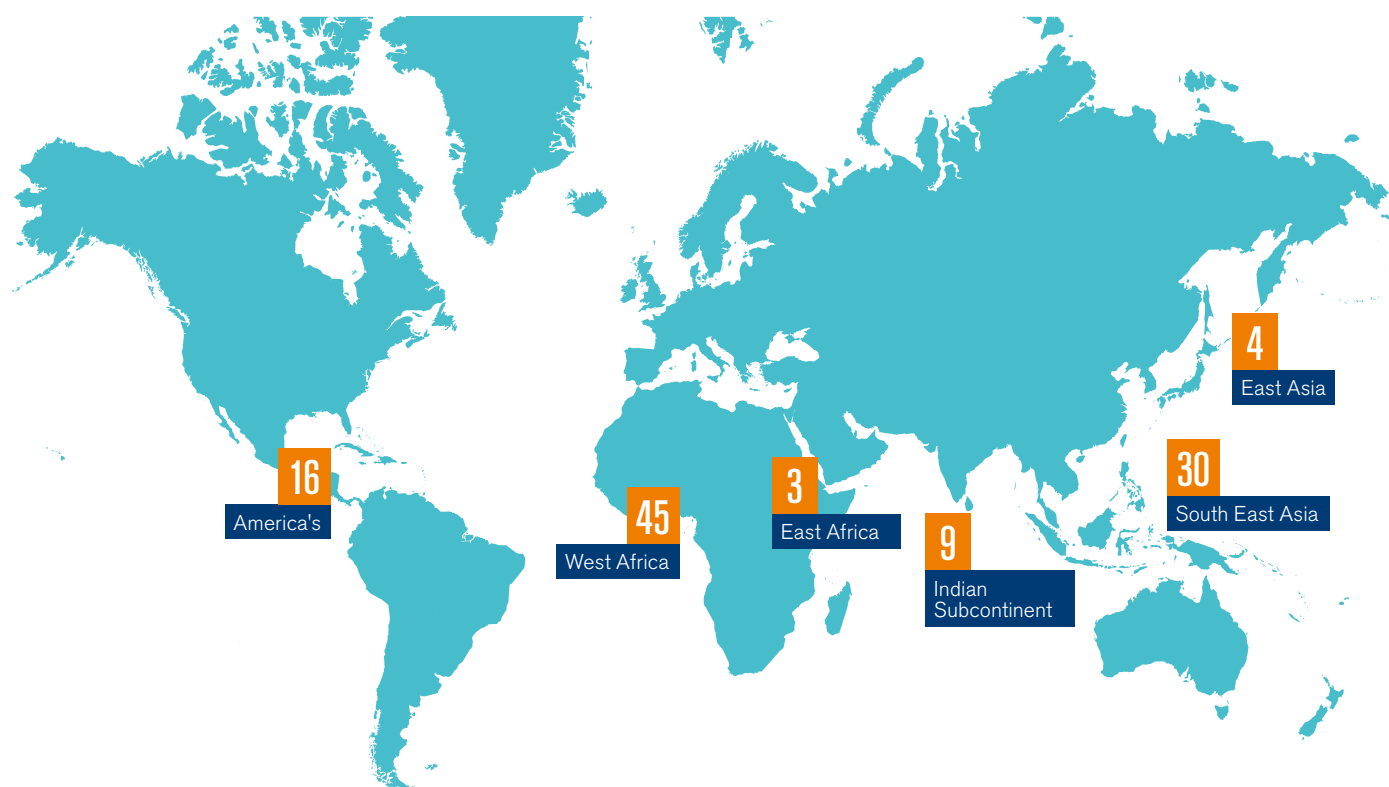 4
East Asia
16
America's
30
South East Asia
3
East Africa
45
West Africa
9
Indian
Subcontinent